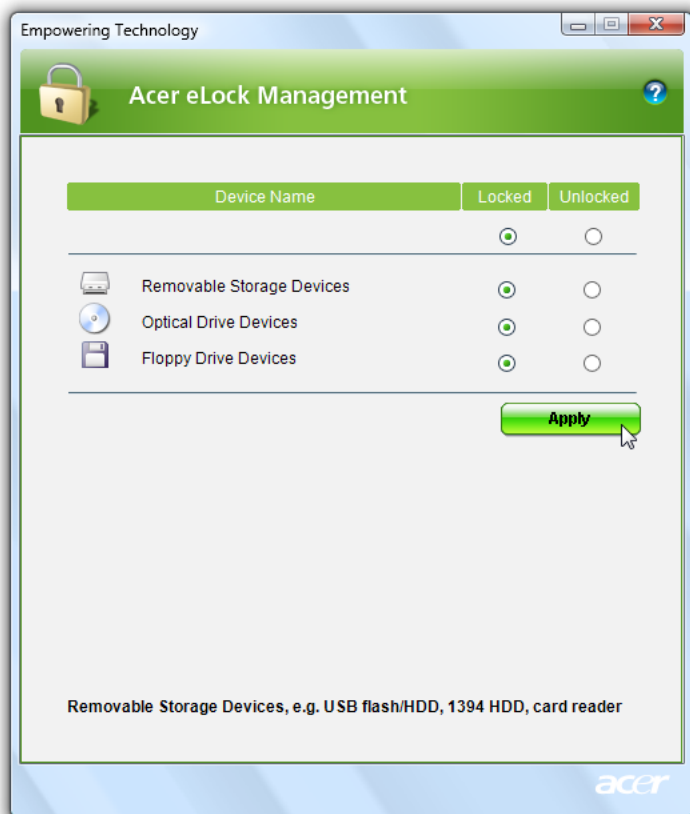 Empowering Technology
Acer eLock Management
Device Name Locked Unlocked
Removable Storage Devices
Optical Drive Devices
Floppy Drive Devices
Apply
Removable Storage Devices, e.g. USB flash/HDD, 1394 HDD, card reader
acer